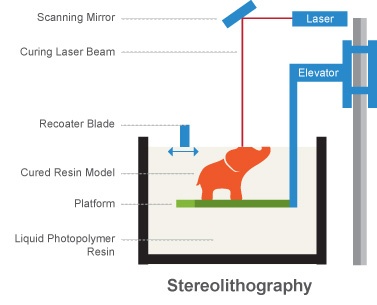 Scanning Mirror
Laser
Curing Laser Beam
Elevator
Recoater Blade
Cured Resin Model
Platform
Liquid Photopolymer
Resin
Stereolithography